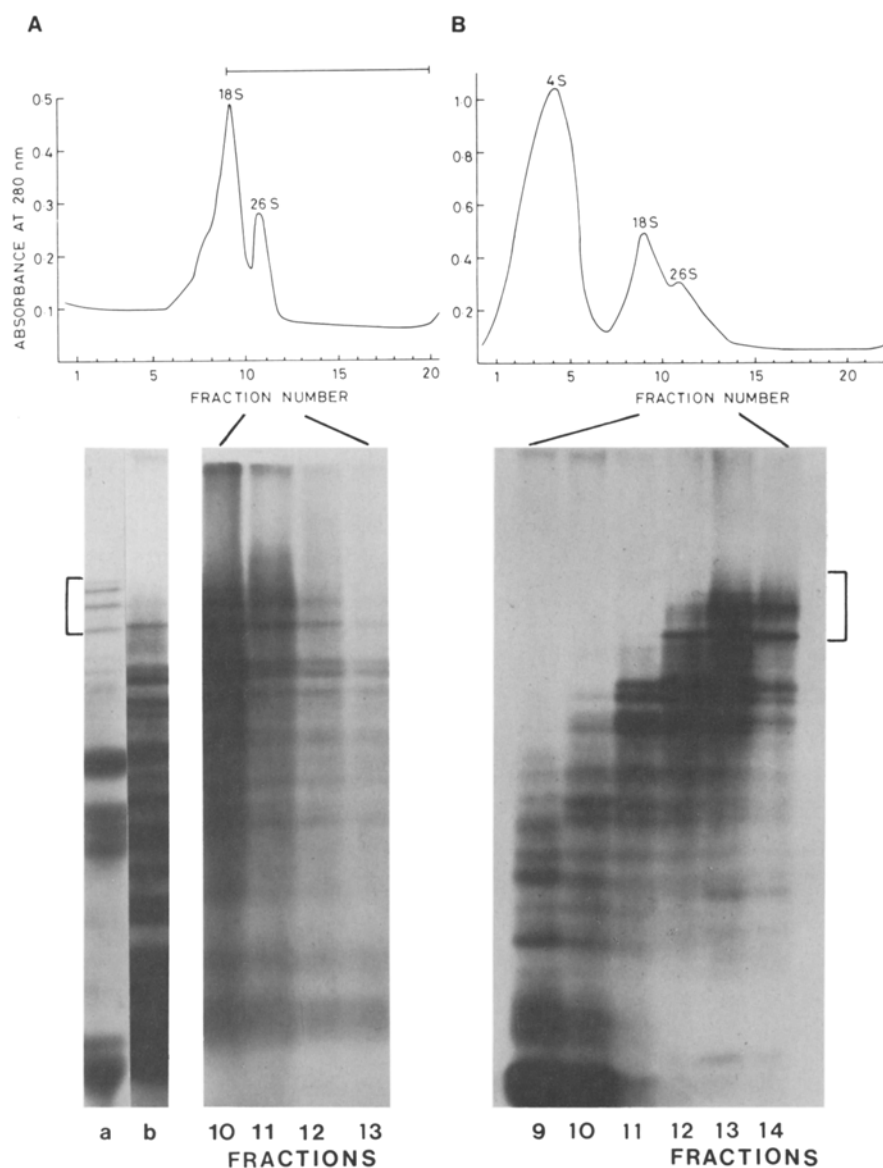 A
18S
26S
ABSORBANCE AT 280 nm
0·5
0·4
0·3
0·2
0·1
1 5 10 15 20
FRACTION NUMBER
B
4S
18S
26S
1·0
0·8
0·6
0·4
0·2
1 5 10 15 20
FRACTION NUMBER
a b 10 11 12 13
FRACTIONS
9 10 11 12 13 14
FRACTIONS